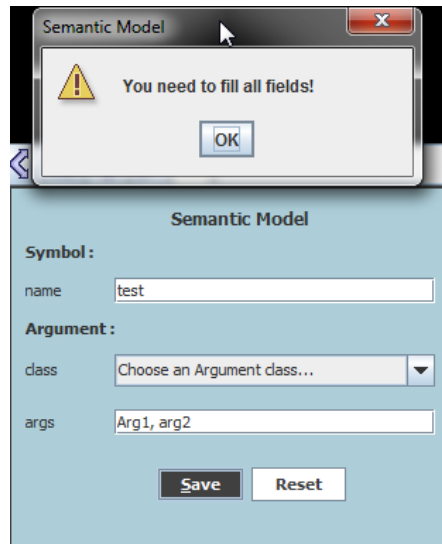 Semantic Model
You need to fill all fields!
OK
Semantic Model
Symbol :
name test
Argument :
class Choose an Argument class...
args Arg1, arg2
Save Reset